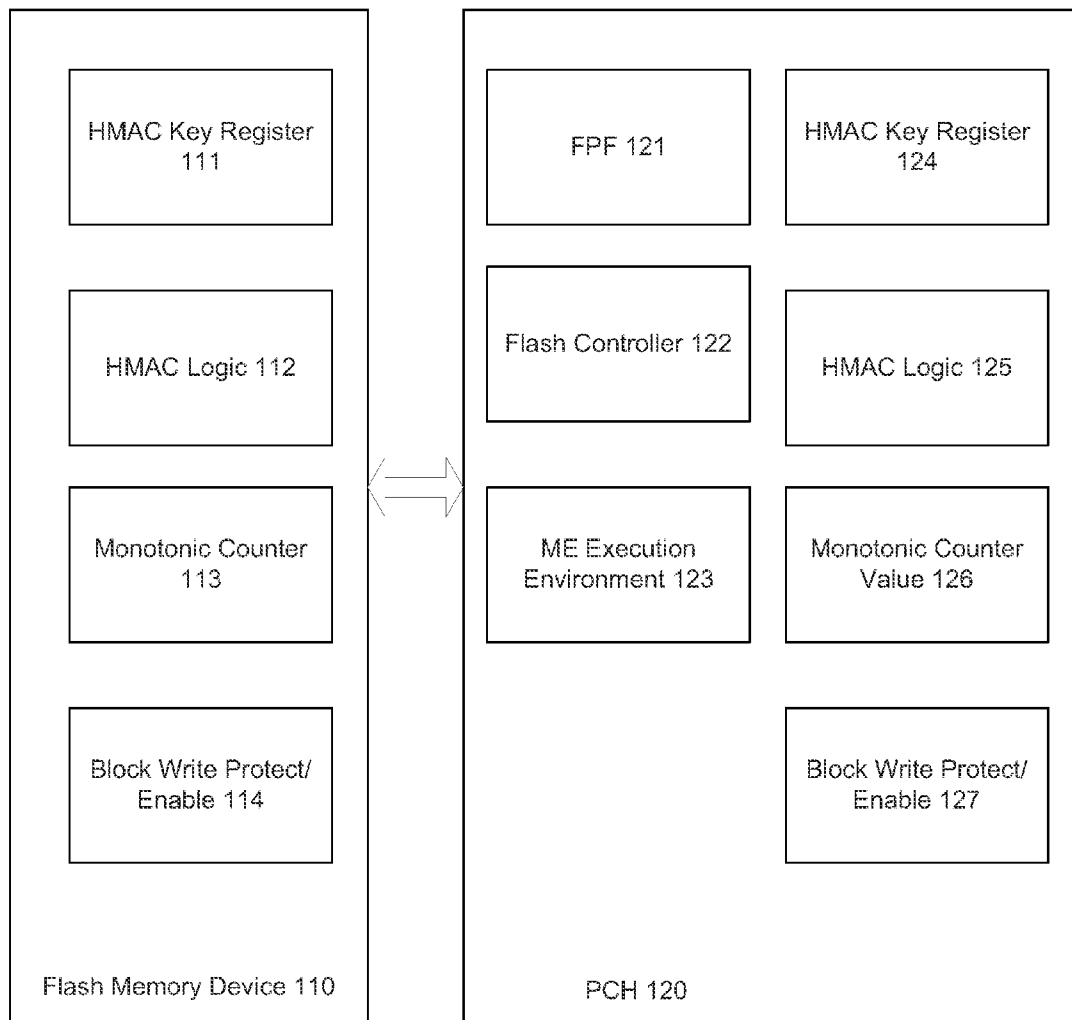 HMAC Key Register
111
HMAC Logic 112
Monotonic Counter
113
Block Write Protect/
Enable 114
Flash Memory Device 110
FPF 121
Flash Controller 122
ME Execution
Environment 123
HMAC Key Register
124
HMAC Logic 125
Monotonic Counter
Value 126
Block Write Protect/
Enable 127
PCH 120